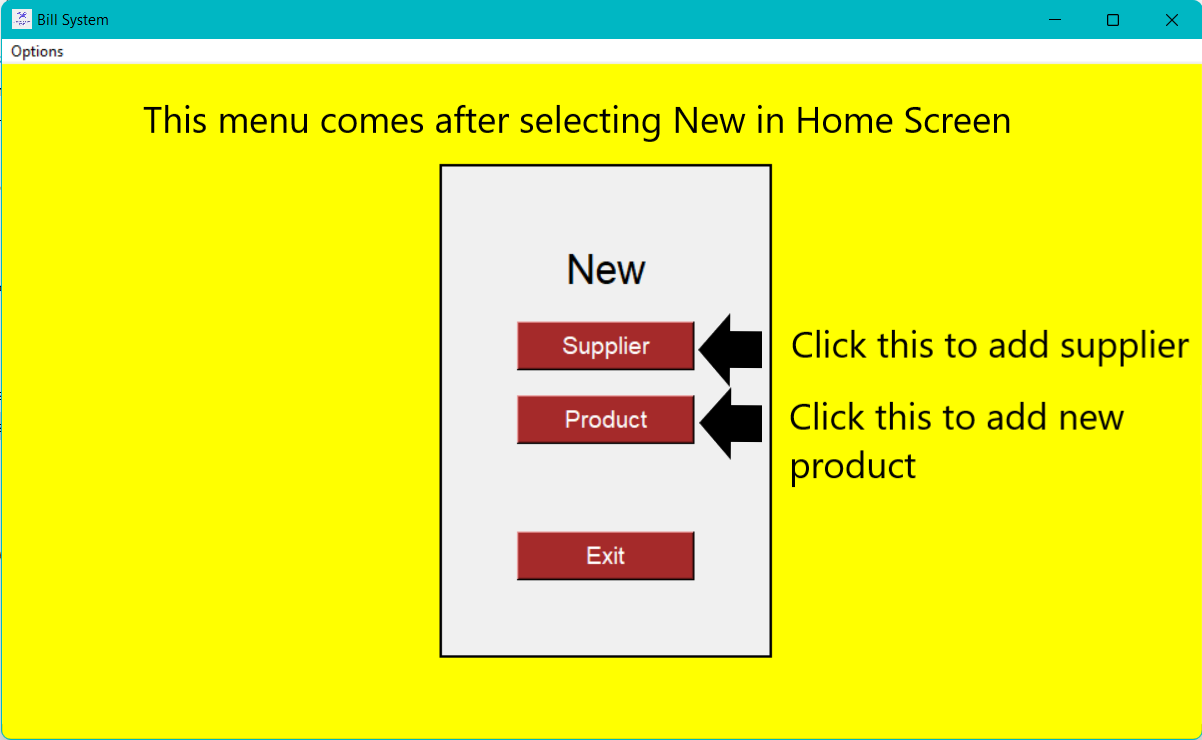 Bill System
Options
This menu comes after selecting New in Home Screen
New
Supplier
Click this to add supplier
Product
Click this to add new
product
Exit